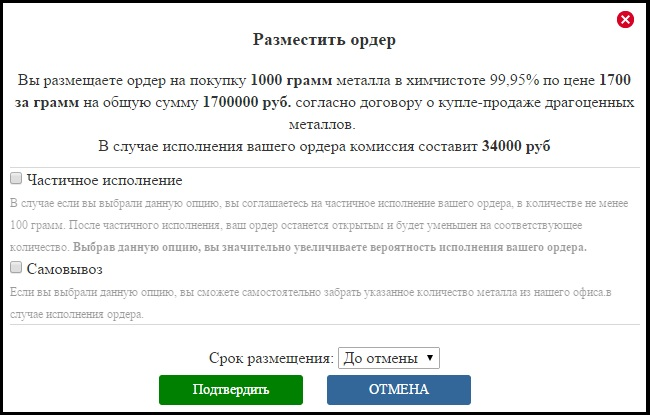 Разместить ордер
Вы размещаете ордер на покупку 1000 грамм металла в химчистоте 99,95% по цене 1700
за грамм на общую сумму 1700000 руб. согласно договору о купле-продаже драгоценных
металлов.
В случае исполнения вашего ордера комиссия составит 34000 руб
Частичное исполнение
В случае если вы выбрали данную опцию, вы соглашаетесь на частичное исполнение вашего ордера, в количестве не менее
100 грамм. После частичного исполнения, ваш ордер останется открытым и будет уменьшен на соответствующее
количество. Выбрав данную опцию, вы значительно увеличиваете вероятность исполнения вашего ордера.
Самовывоз
Если вы выбрали данную опцию, вы сможете самостоятельно забрать указанное количество металла из нашего офиса.в
случае исполнения ордера.
Срок размещения: До отмены
Подтвердить ОТМЕНА